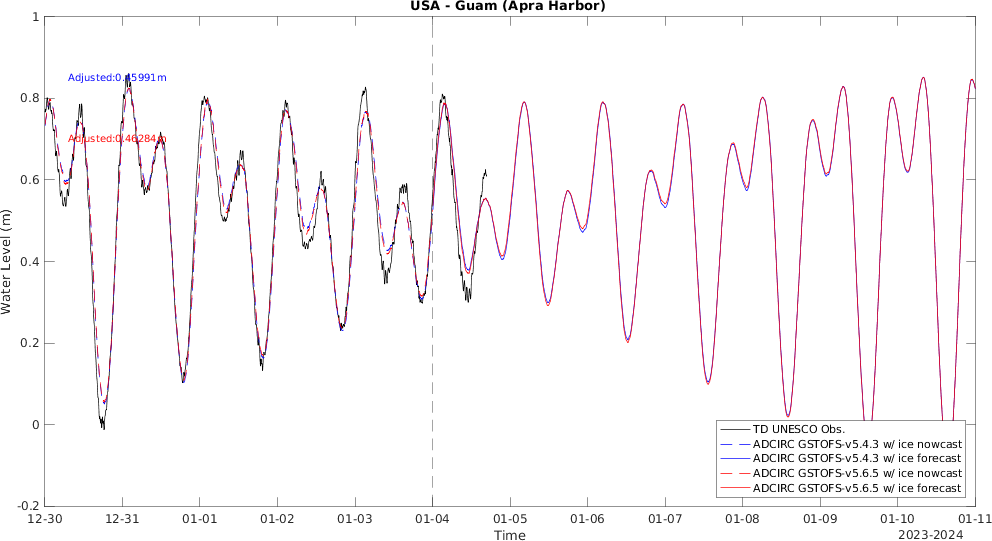 USA - Guam (Apra Harbor)
1
0.8
0.6
0.4
0.2
0
-0.2
Water Level (m)
Adjusted:0.45991m
Adjusted:0.46284m
TD UNESCO Obs.
ADCIRC GSTOFS-v5.4.3 w/ ice nowcast
ADCIRC GSTOFS-v5.4.3 w/ ice forecast
ADCIRC GSTOFS-v5.6.5 w/ ice nowcast
ADCIRC GSTOFS-v5.6.5 w/ ice forecast
12-30 12-31 01-01 01-02 01-03 01-04 01-05 01-06 01-07 01-08 01-09 01-10 01-11
Time
2023-2024